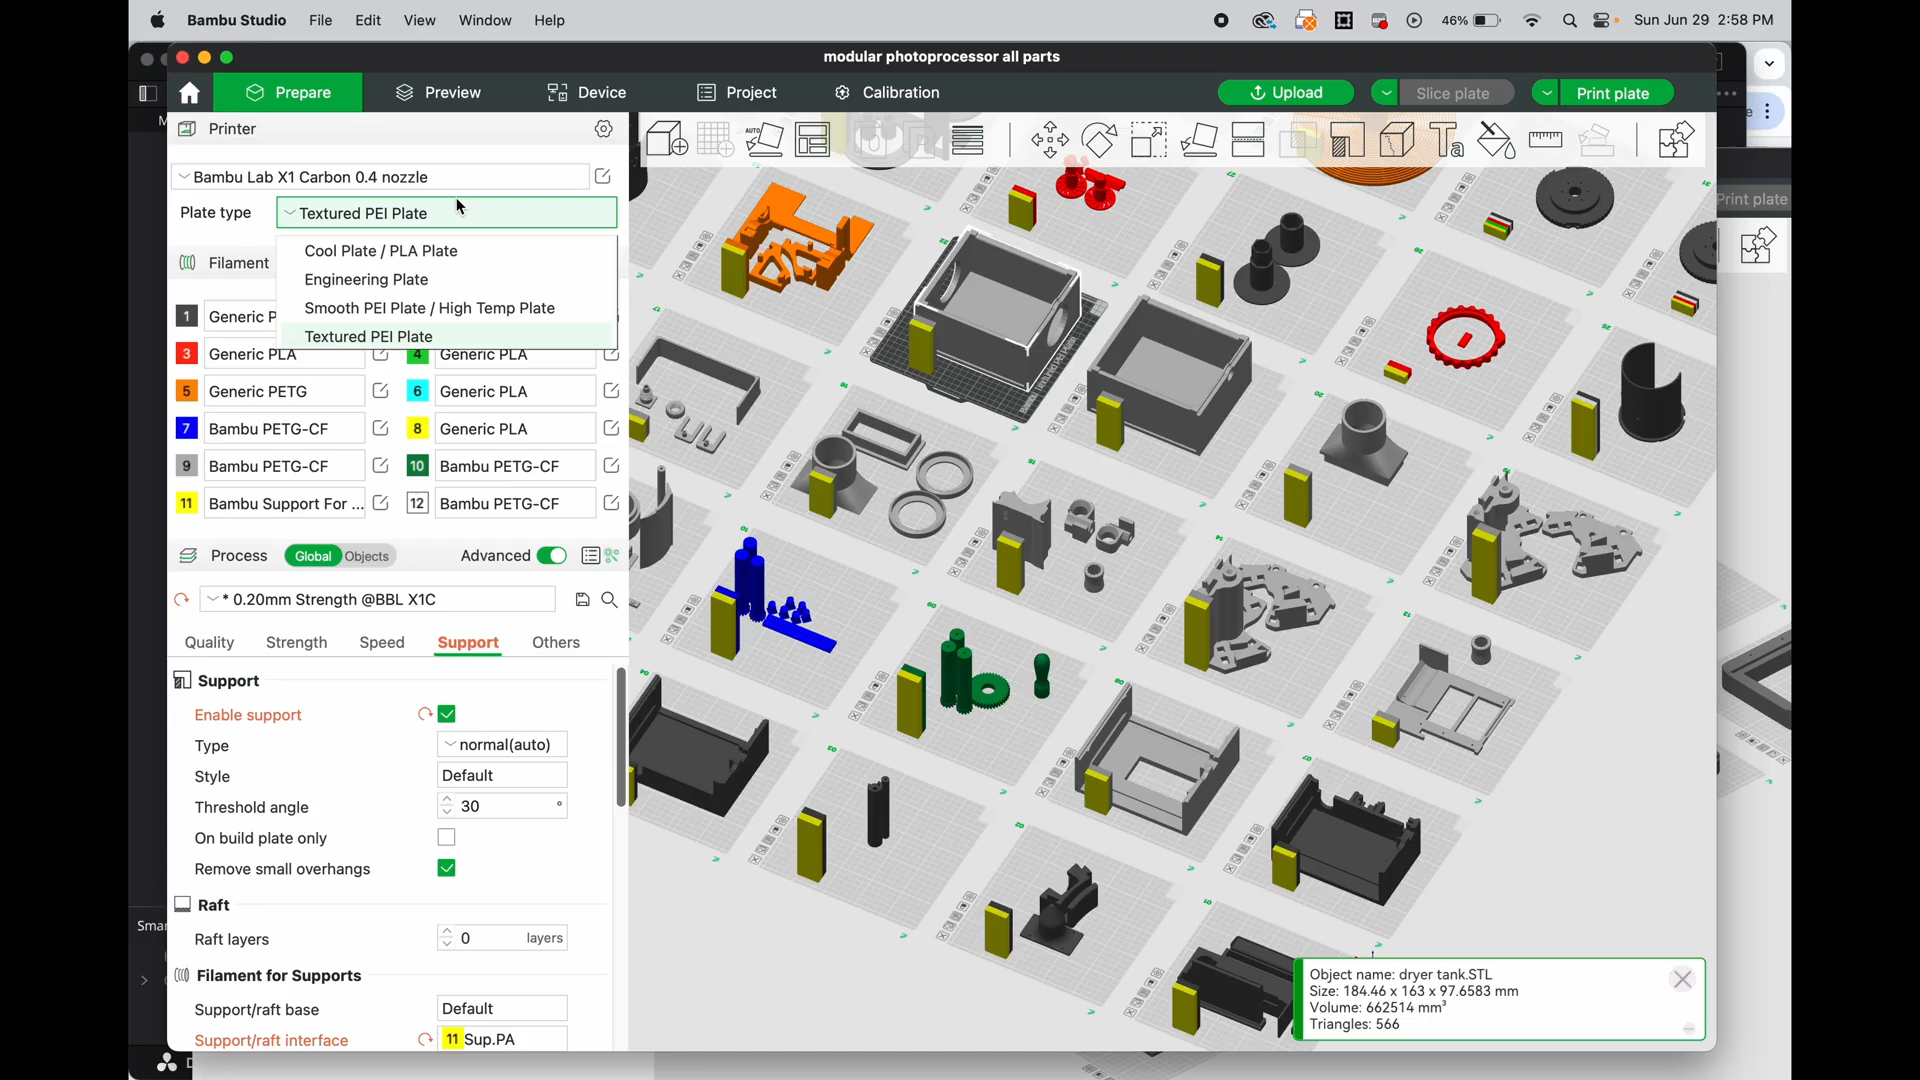 Bambu Studio File Edit View Window Help 46% Sun Jun 29 2:58 PM
modular photoprocessor all parts
Prepare Preview Device Project Calibration Upload Slice plate Print plate
Printer
Bambu Lab X1 Carbon 0.4 nozzle
Plate type Textured PEI Plate
Print plate
Cool Plate / PLA Plate
Filament
Engineering Plate
Smooth PEI Plate / High Temp Plate
1 Generic P
Textured PEI Plate
3 Generic PLA 4 Generic PLA
5 Generic PETG 6 Generic PLA
7 Bambu PETG-CF 8 Generic PLA
9 Bambu PETG-CF 10 Bambu PETG-CF
11 Bambu Support For ... 12 Bambu PETG-CF
Process Global Objects Advanced
* 0.20mm Strength @BBL X1C
Quality Strength Speed Support Others
Support
Enable support
Type normal(auto)
Style Default
Threshold angle 30 °
On build plate only
Remove small overhangs
Raft
Smar
Raft layers 0 layers
Filament for Supports
Support/raft base Default
Support/raft interface 11 Sup.PA
Object name: dryer tank.STL
Size: 184.46 x 163 x 97.6583 mm
Volume: 662514 mm³
Triangles: 566